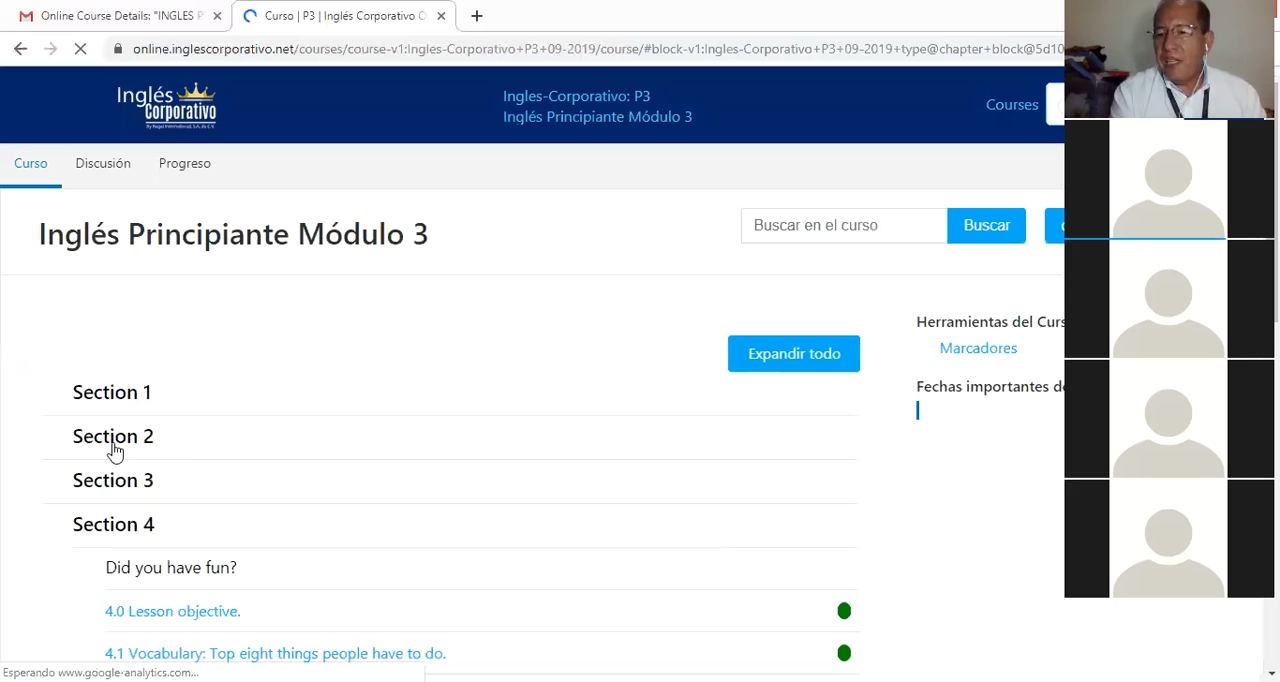 Online Course Details: "INGLES P
Curso | P3 | Inglés Corporativo O
online.inglescorporativo.net/courses/course-v1:Ingles-Corporativo+P3+09-2019/course/#block-v1:Ingles-Corporativo+P3+09-2019+type@chapter+block@5d10
Inglés
Corporativo
By Regal International, S.A. de C.V.
Ingles-Corporativo: P3
Inglés Principiante Módulo 3
Courses
Curso
Discusión
Progreso
Inglés Principiante Módulo 3
Buscar en el curso
Buscar
Herramientas del Curs
Marcadores
Expandir todo
Fechas importantes de
Section 1
Section 2
Section 3
Section 4
Did you have fun?
4.0 Lesson objective.
4.1 Vocabulary: Top eight things people have to do.
Esperando www.google-analytics.com...